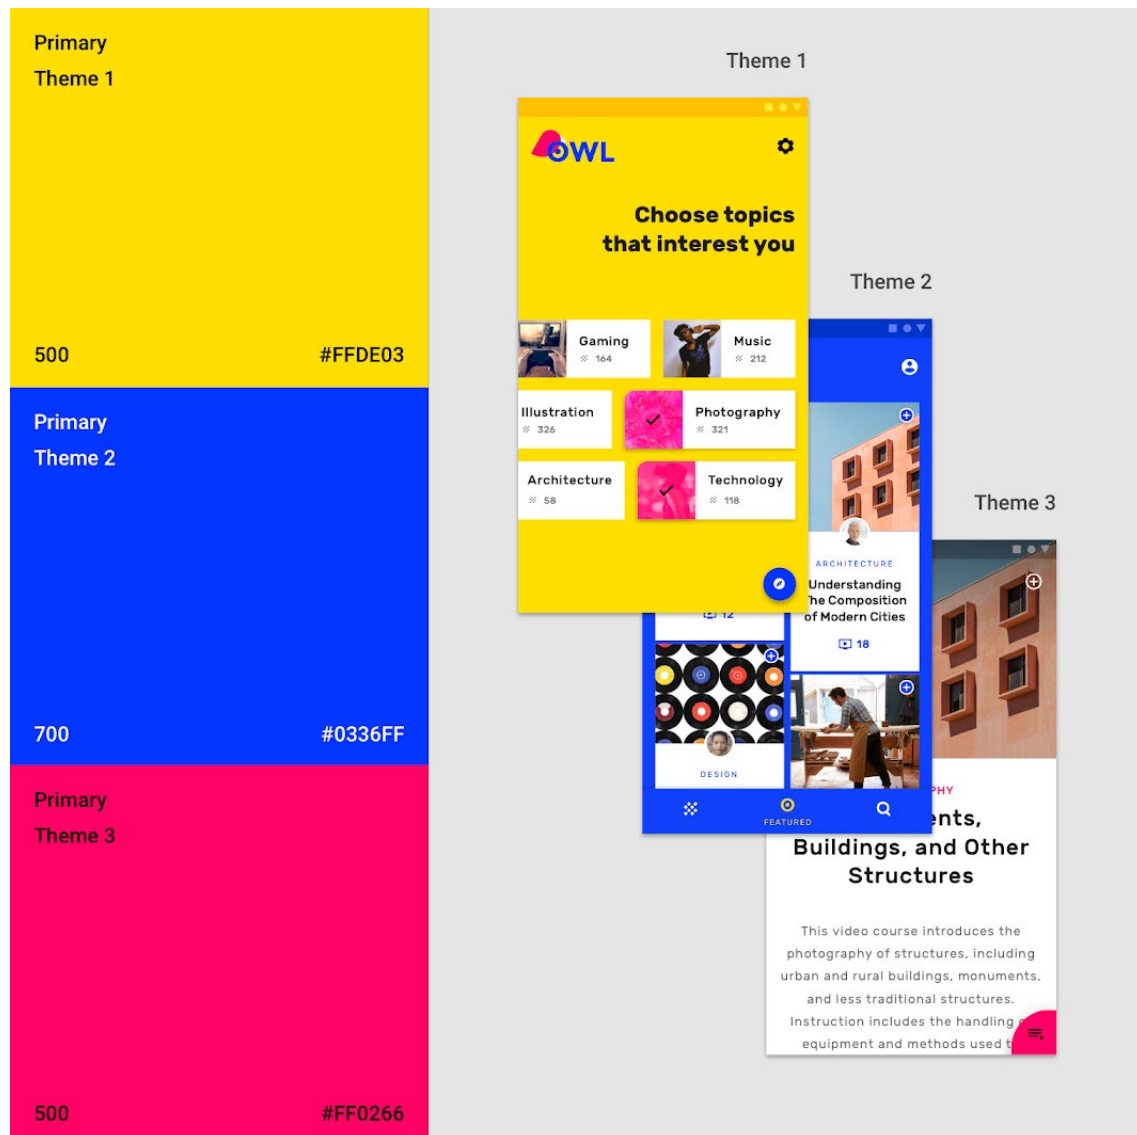 Primary
Theme 1
500 #FFDE03
Primary
Theme 2
700 #0336FF
Primary
Theme 3
500 #FF0266
Theme 1
OWL
Choose topics
that interest you
Gaming
164
Music
212
Illustration
326
Photography
321
Architecture
58
Technology
118
Theme 2
12
DESIGN
ARCHITECTURE
Understanding
The Composition
of Modern Cities
18
FEATURED
Theme 3
PHY
ents,
Buildings, and Other
Structures
This video course introduces the
photography of structures, including
urban and rural buildings, monuments,
and less traditional structures.
Instruction includes the handling
equipment and methods used